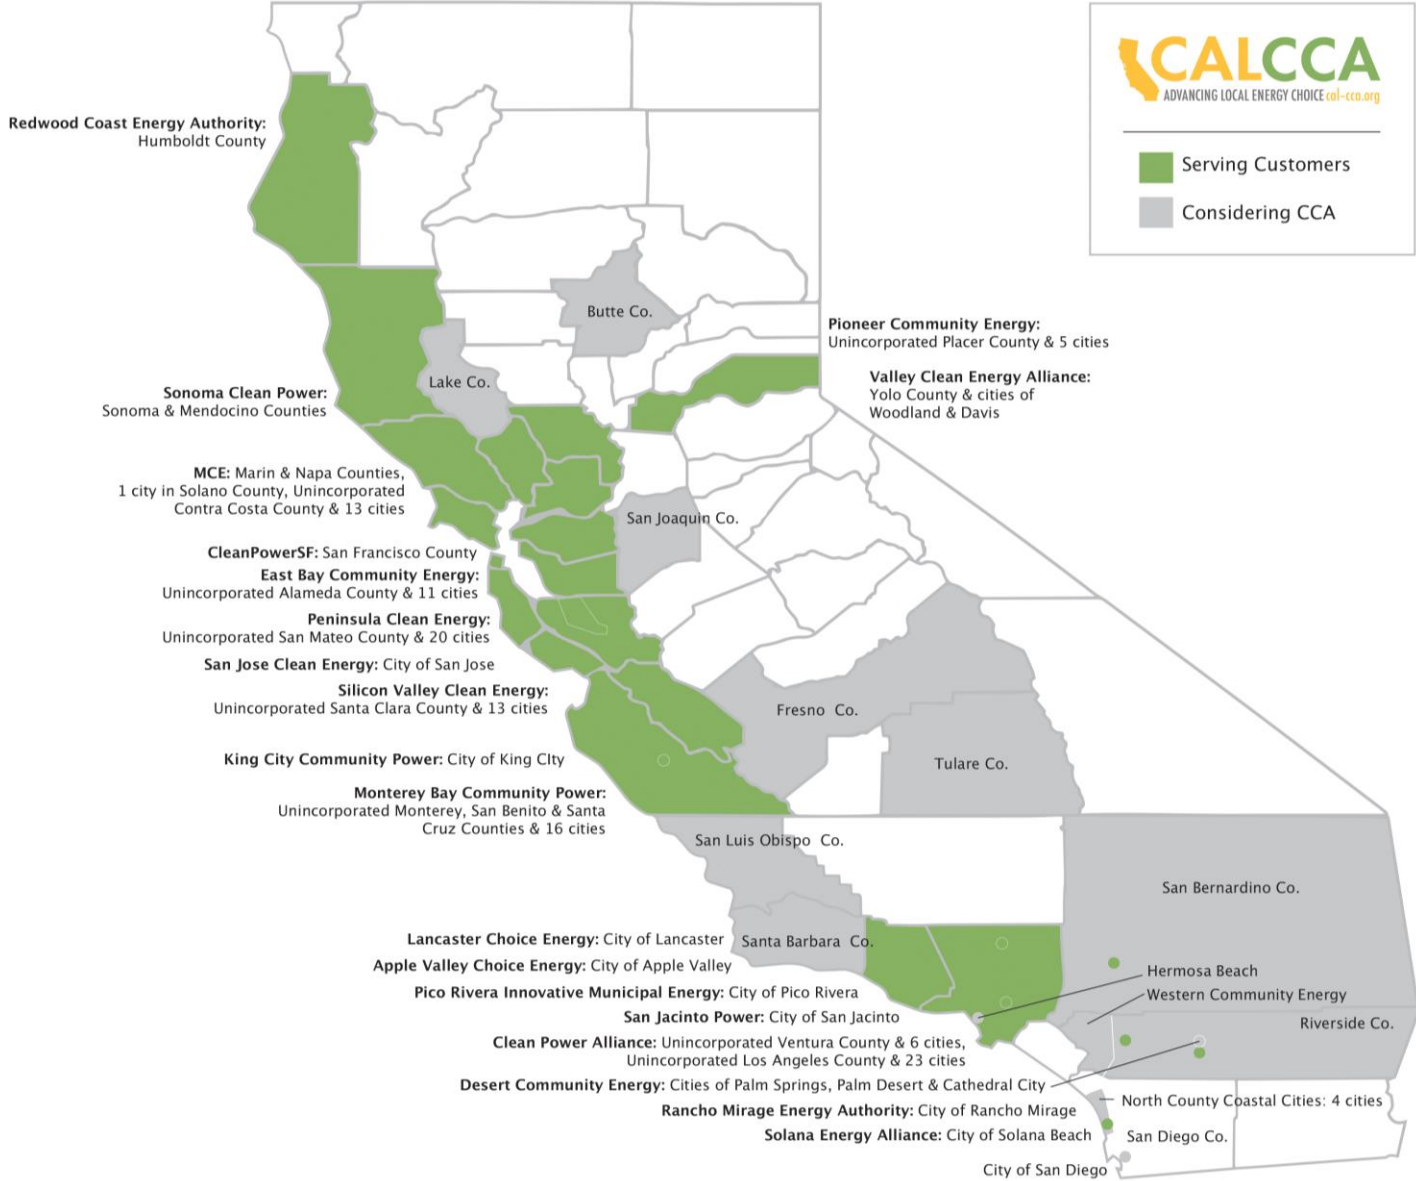 CALCCA
ADVANCING LOCAL ENERGY CHOICE cal-cca.org
Serving Customers
Considering CCA
Redwood Coast Energy Authority:
Humboldt County
Butte Co.
Pioneer Community Energy:
Unincorporated Placer County & 5 cities
Valley Clean Energy Alliance:
Yolo County & cities of
Woodland & Davis
Lake Co.
Sonoma Clean Power:
Sonoma & Mendocino Counties
MCE: Marin & Napa Counties,
1 city in Solano County, Unincorporated
Contra Costa County & 13 cities
San Joaquin Co.
CleanPowerSF: San Francisco County
East Bay Community Energy:
Unincorporated Alameda County & 11 cities
Peninsula Clean Energy:
Unincorporated San Mateo County & 20 cities
San Jose Clean Energy: City of San Jose
Silicon Valley Clean Energy:
Unincorporated Santa Clara County & 13 cities
Fresno Co.
King City Community Power: City of King CIty
Tulare Co.
Monterey Bay Community Power:
Unincorporated Monterey, San Benito & Santa
Cruz Counties & 16 cities
San Luis Obispo Co.
San Bernardino Co.
Lancaster Choice Energy: City of Lancaster
Santa Barbara Co.
Apple Valley Choice Energy: City of Apple Valley
Hermosa Beach
Pico Rivera Innovative Municipal Energy: City of Pico Rivera
Western Community Energy
San Jacinto Power: City of San Jacinto
Riverside Co.
Clean Power Alliance: Unincorporated Ventura County & 6 cities,
Unincorporated Los Angeles County & 23 cities
Desert Community Energy: Cities of Palm Springs, Palm Desert & Cathedral City
North County Coastal Cities: 4 cities
Rancho Mirage Energy Authority: City of Rancho Mirage
Solana Energy Alliance: City of Solana Beach
San Diego Co.
City of San Diego